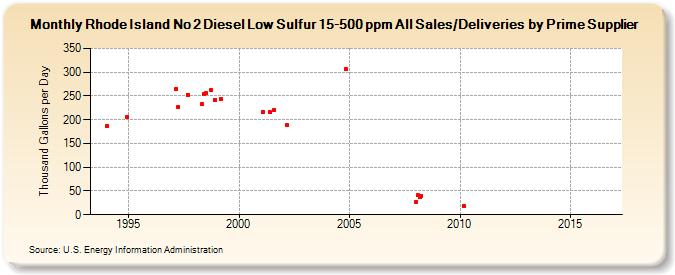 Monthly Rhode Island No 2 Diesel Low Sulfur 15-500 ppm All Sales/Deliveries by Prime Supplier
Thousand Gallons per Day
350
300
250
200
150
100
50
0
1995 2000 2005 2010 2015
Source: U.S. Energy Information Administration